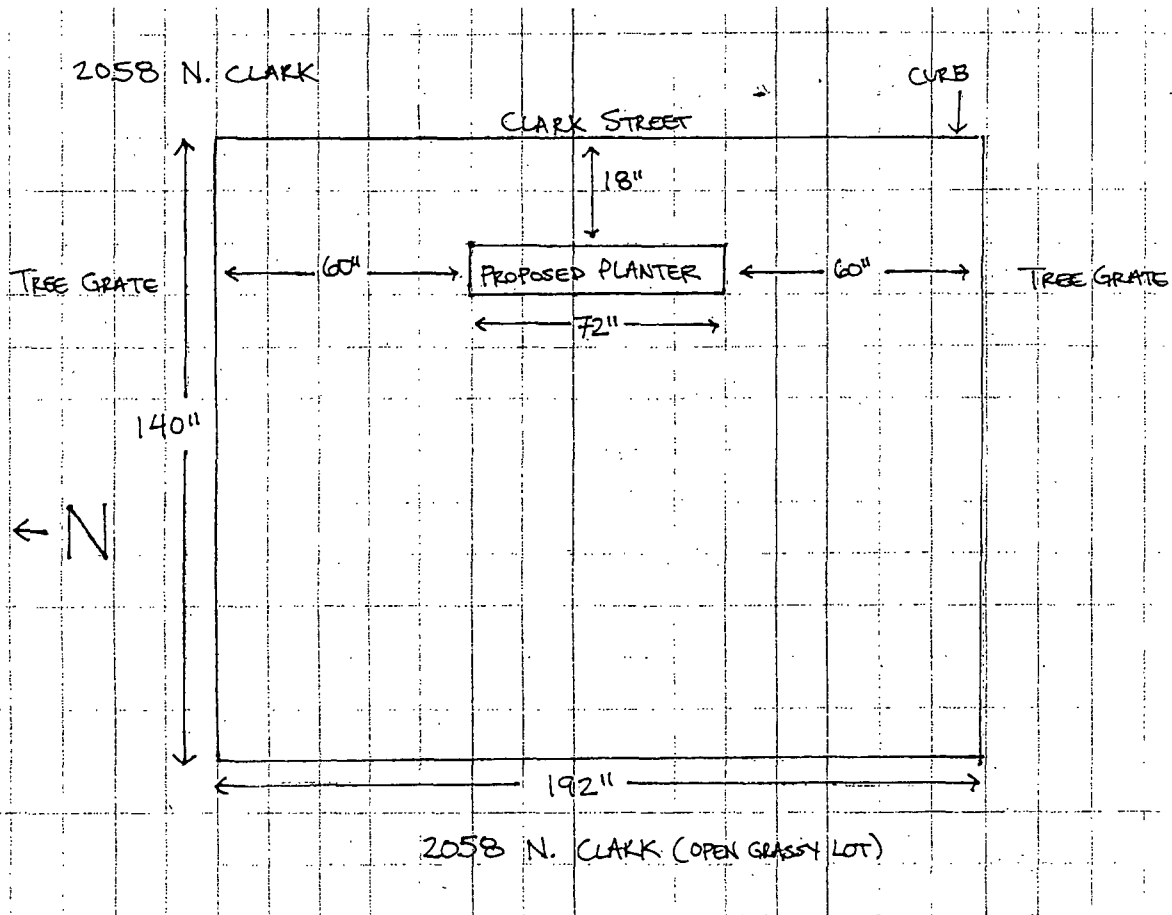 2058 N. CLARK
CURB
CLARK STREET
18"
TREE GRATE
60"
PROPOSED PLANTER
60"
TREE GRATE
72"
140"
N
192"
2058 N. CLARK (OPEN GRASSY LOT)